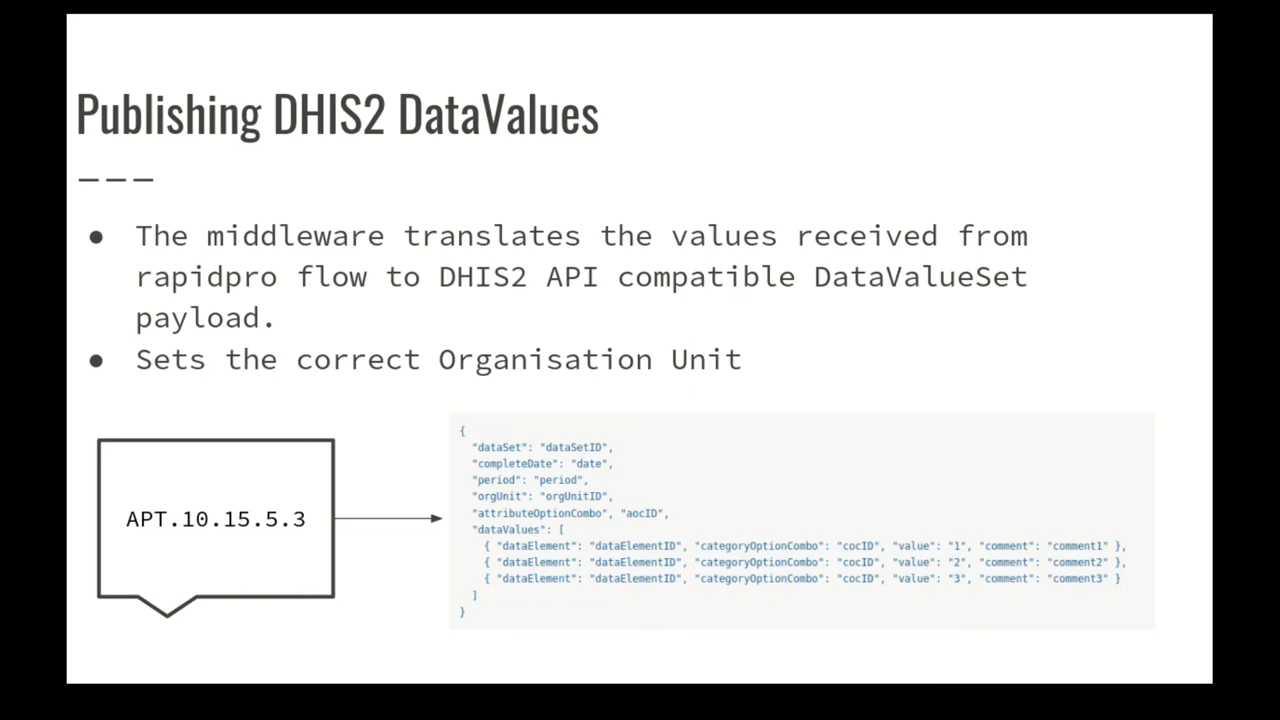 Publishing DHIS2 DataValues
● The middleware translates the values received from
rapidpro flow to DHIS2 API compatible DataValueSet
payload.
● Sets the correct Organisation Unit
APT.10.15.5.3
{
"dataSet": "dataSetID",
"completeDate": "date",
"period": "period",
"orgUnit": "orgUnitID",
"attributeOptionCombo", "aocID",
"dataValues": [
{ "dataElement": "dataElementID", "categoryOptionCombo": "cocID", "value": "1", "comment": "comment1" },
{ "dataElement": "dataElementID", "categoryOptionCombo": "cocID", "value": "2", "comment": "comment2" },
{ "dataElement": "dataElementID", "categoryOptionCombo": "cocID", "value": "3", "comment": "comment3" }
]
}